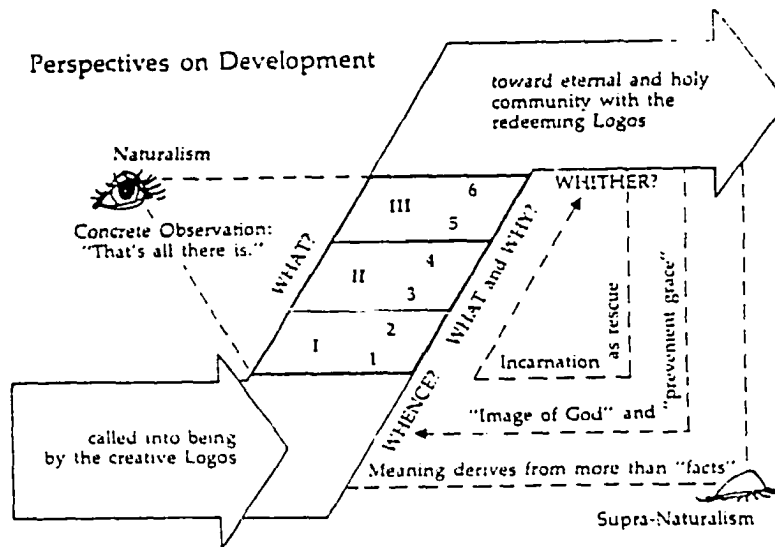 Perspectives on Development
toward eternal and holy
community with the
redeeming Logos
Naturalism
Concrete Observation:
"That's all there is."
WHAT?
III
6
5
II
4
3
I
2
1
WHITHER?
WHAT and WHY?
WHENCE?
Incarnation
as rescue
"prevenient grace"
"Image of God" and
called into being
by the creative Logos
Meaning derives from more than "facts"
Supra-Naturalism